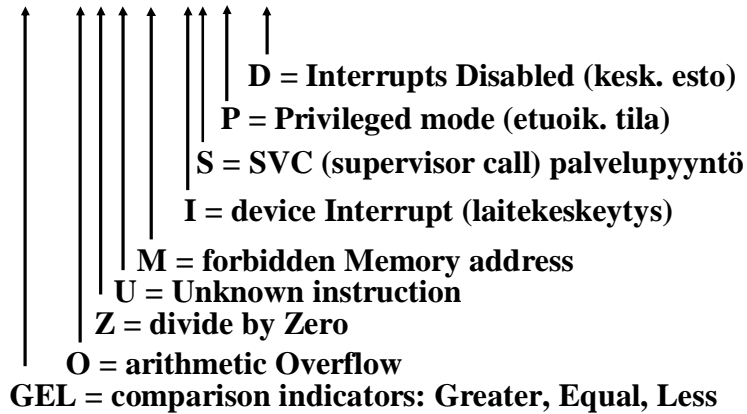 D = Interrupts Disabled (kesk. esto)
P = Privileged mode (etuoik. tila)
S = SVC (supervisor call) palvelupyyntö
I = device Interrupt (laitekeskeytys)
M = forbidden Memory address
U = Unknown instruction
Z = divide by Zero
O = arithmetic Overflow
GEL = comparison indicators: Greater, Equal, Less